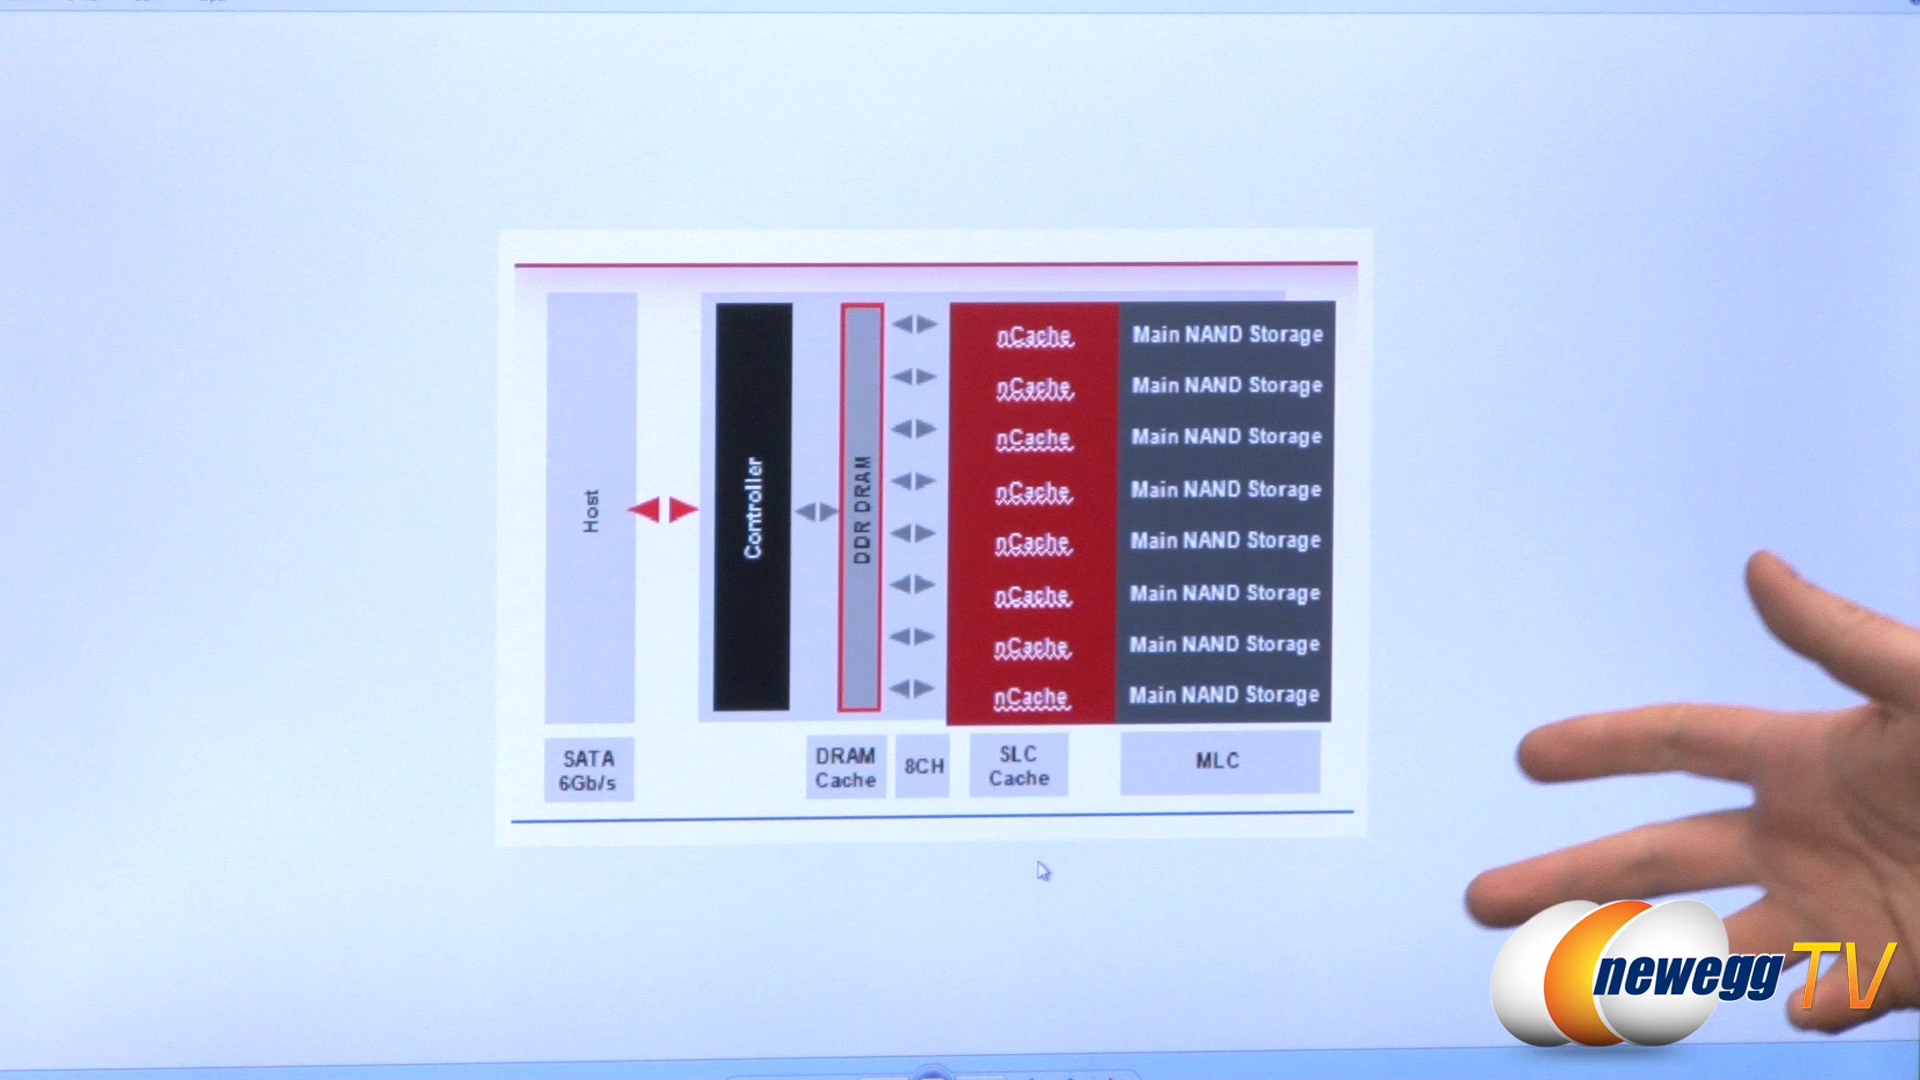 Host
Controller
DDR DRAM
nCache
Main NAND Storage
nCache
Main NAND Storage
nCache
Main NAND Storage
nCache
Main NAND Storage
nCache
Main NAND Storage
nCache
Main NAND Storage
nCache
Main NAND Storage
nCache
Main NAND Storage
SATA
6Gb/s
DRAM
Cache
8CH
SLC
Cache
MLC
newegg TV